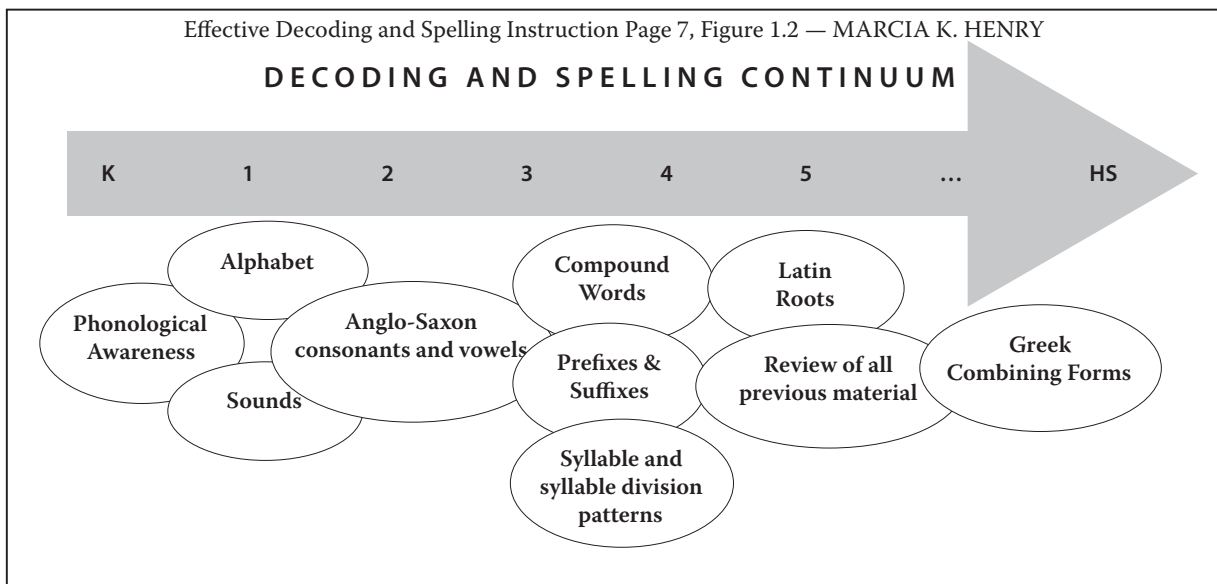 Effective Decoding and Spelling Instruction Page 7, Figure 1.2 — MARCIA K. HENRY
DECODING AND SPELLING CONTINUUM
K 1 2 3 4 5 ... HS
Phonological
Awareness
Alphabet
Sounds
Anglo-Saxon
consonants and vowels
Compound
Words
Prefixes &
Suffixes
Syllable and
syllable division
patterns
Latin
Roots
Review of all
previous material
Greek
Combining Forms